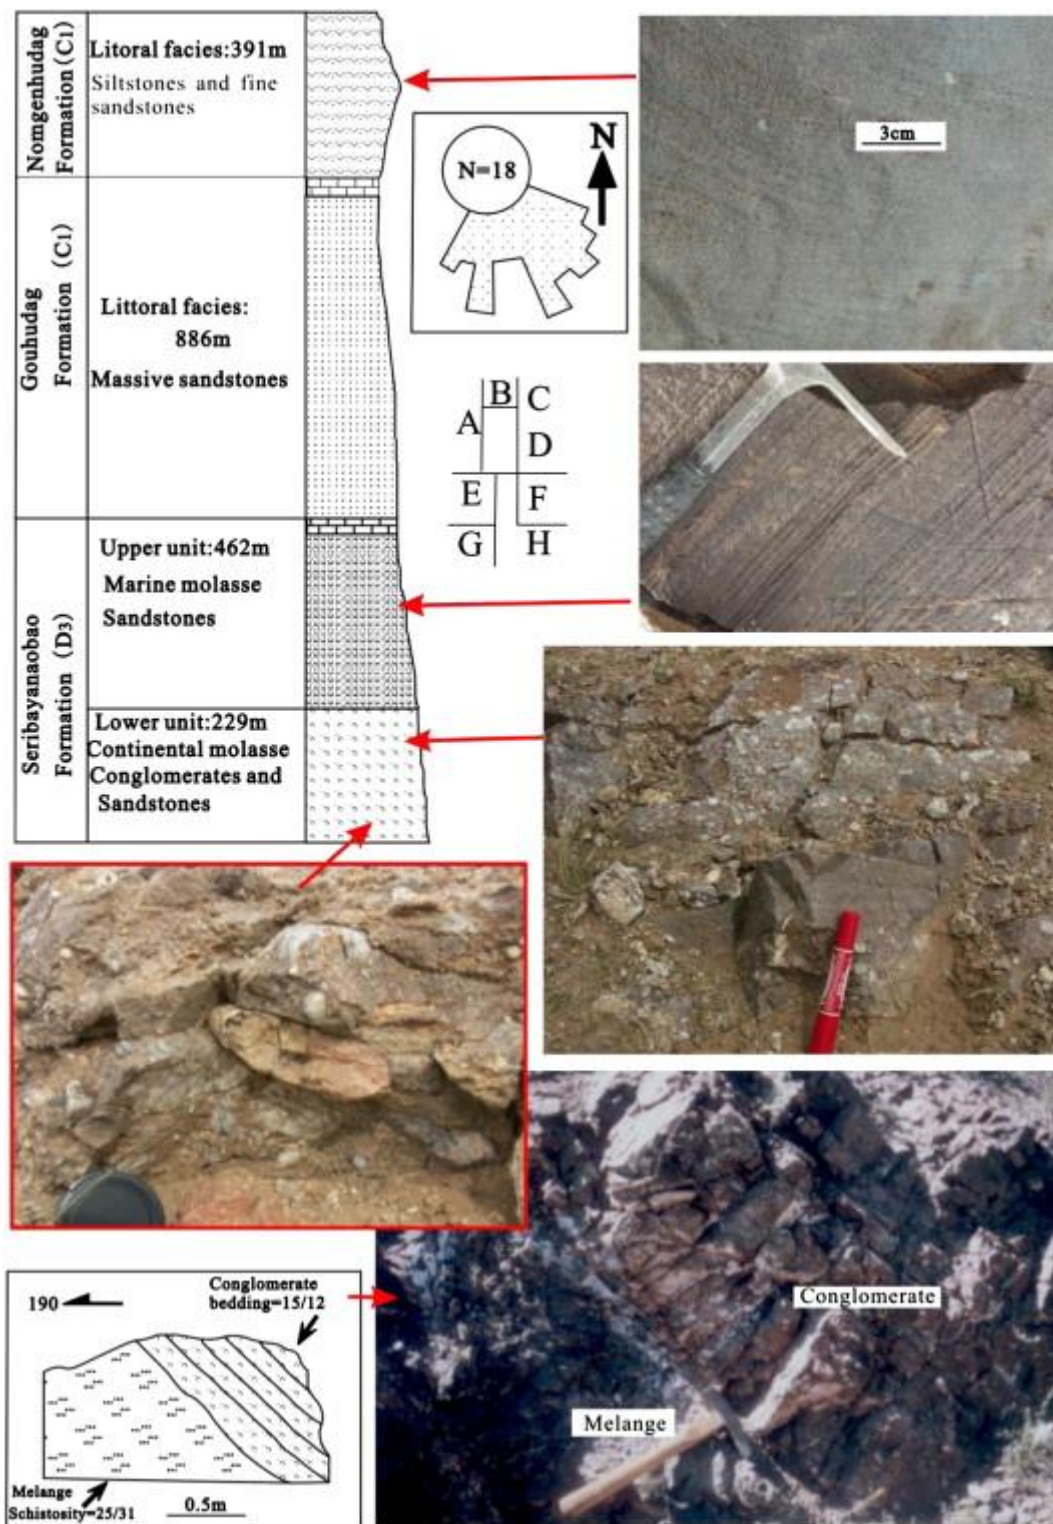 Nomgenhudag
Formation(C1)
Litoral facies:391m
Siltstones and fine
sandstones
Gouhudag
Formation (C1)
Littoral facies:
886m
Massive sandstones
Seribayanaobao
Formation (D3)
Upper unit:462m
Marine molasse
Sandstones
Lower unit:229m
Continental molasse
Conglomerates and
Sandstones
N=18
N
A
B
C
D
E
F
G
H
3cm
190
Conglomerate
bedding=15/12
Melange
Schistosity=25/31
0.5m
Conglomerate
Melange